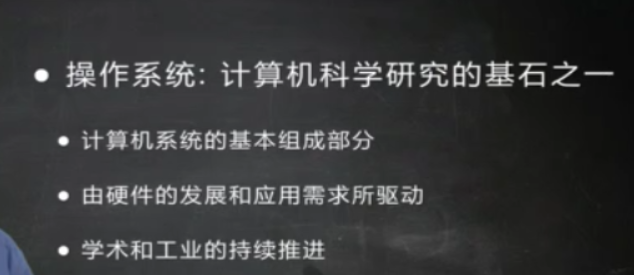 操作系统: 计算机科学研究的基石之一
计算机系统的基本组成部分
由硬件的发展和应用需求所驱动
学术和工业的持续推进